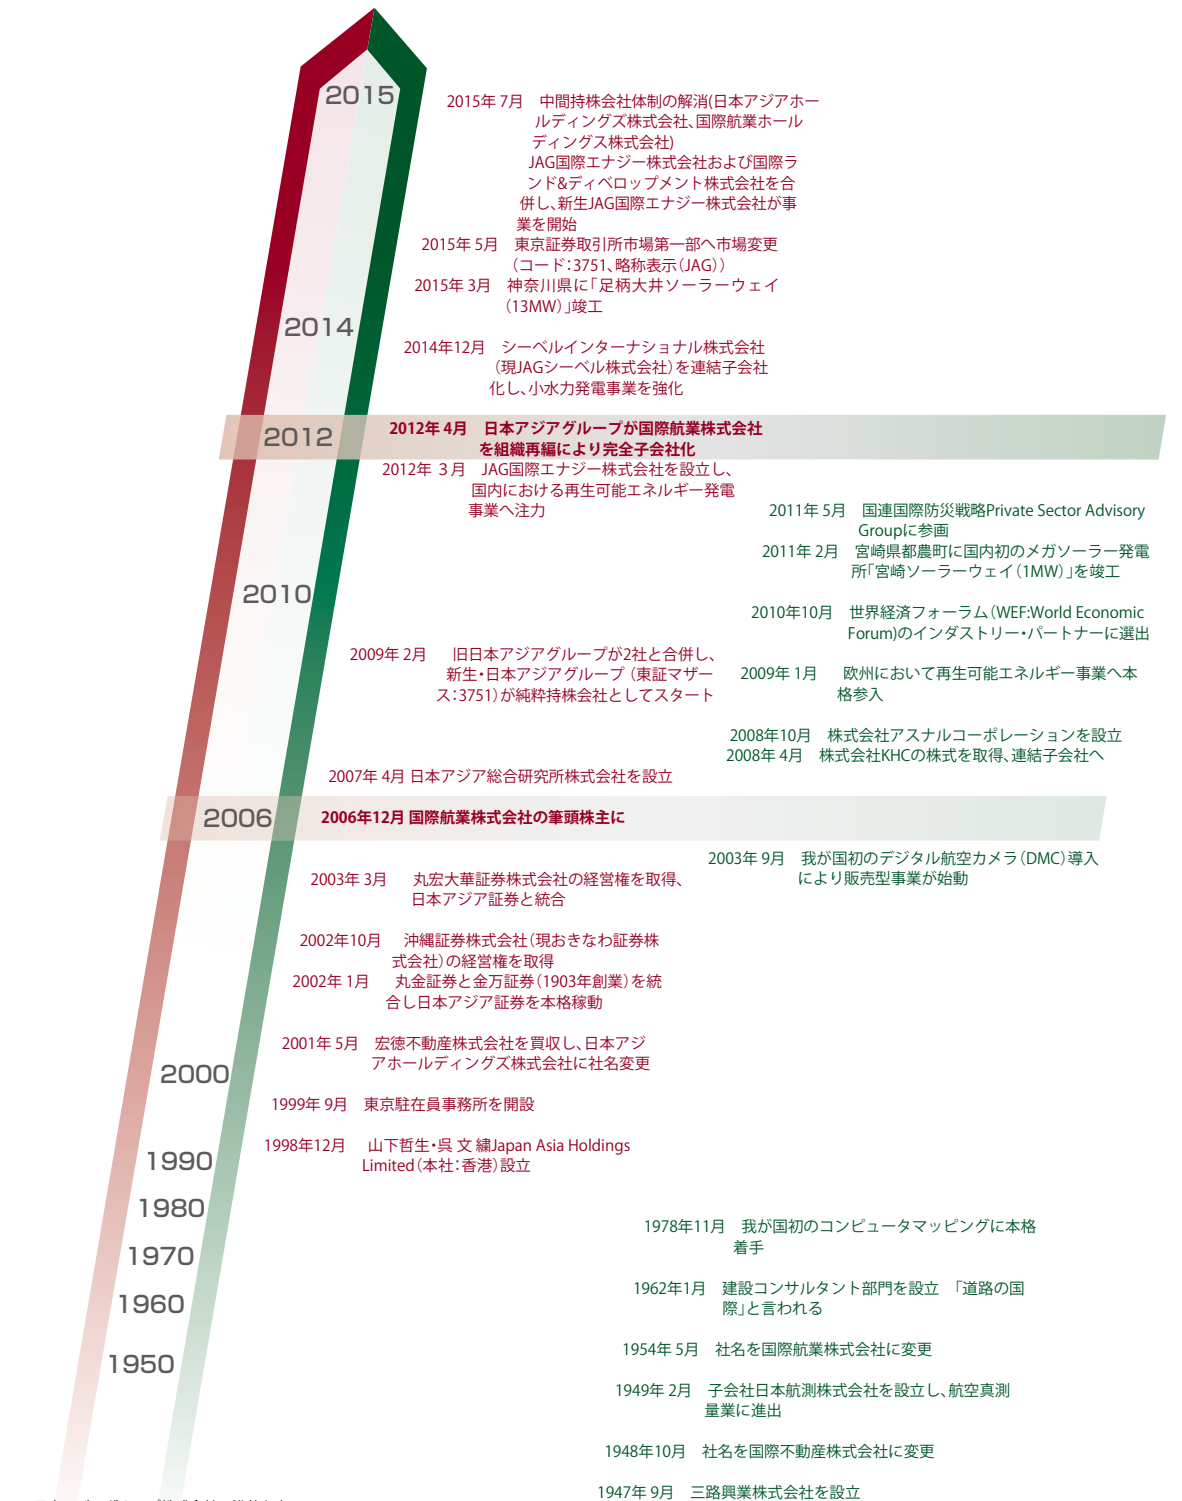 2015
2015年 7月 中間持株会社体制の解消(日本アジアホー
ルディングズ株式会社、国際航業ホール
ディングス株式会社)
JAG国際エナジー株式会社および国際ラ
ンド&ディベロップメント株式会社を合
併し、新生JAG国際エナジー株式会社が事
業を開始
2015年 5月 東京証券取引所市場第一部へ市場変更
（コード：3751、略称表示（JAG））
2015年 3月 神奈川県に「足柄大井ソーラーウェイ
（13MW）」竣工
2014
2014年12月 シーベルインターナショナル株式会社
（現JAGシーベル株式会社）を連結子会社
化し、小水力発電事業を強化
2012
2012年 4月 日本アジアグループが国際航業株式会社
を組織再編により完全子会社化
2012年 3月 JAG国際エナジー株式会社を設立し、
国内における再生可能エネルギー発電
事業へ注力
2011年 5月 国連国際防災戦略Private Sector Advisory
Groupに参画
2011年 2月 宮崎県都農町に国内初のメガソーラー発電
所「宮崎ソーラーウェイ（1MW）」を竣工
2010
2010年10月 世界経済フォーラム（WEF:World Economic
Forum)のインダストリー・パートナーに選出
2009年 2月 旧日本アジアグループが2社と合併し、
新生・日本アジアグループ （東証マザー
ス：3751）が純粋持株会社としてスタート
2009年 1月 欧州において再生可能エネルギー事業へ本
格参入
2008年10月 株式会社アスナルコーポレーションを設立
2008年 4月 株式会社KHCの株式を取得、連結子会社へ
2007年 4月 日本アジア総合研究所株式会社を設立
2006
2006年12月 国際航業株式会社の筆頭株主に
2003年 9月 我が国初のデジタル航空カメラ（DMC）導入
により販売型事業が始動
2003年 3月 丸宏大華証券株式会社の経営権を取得、
日本アジア証券と統合
2002年10月 沖縄証券株式会社（現おきなわ証券株
式会社）の経営権を取得
2002年 1月 丸金証券と金万証券（1903年創業）を統
合し日本アジア証券を本格稼動
2001年 5月 宏徳不動産株式会社を買収し、日本アジ
アホールディングズ株式会社に社名変更
2000
1999年 9月 東京駐在員事務所を開設
1998年12月 山下哲生・呉 文 繍Japan Asia Holdings
Limited（本社：香港）設立
1990
1980
1978年11月 我が国初のコンピュータマッピングに本格
着手
1970
1962年1月 建設コンサルタント部門を設立 「道路の国
際」と言われる
1960
1954年 5月 社名を国際航業株式会社に変更
1950
1949年 2月 子会社日本航測株式会社を設立し、航空真測
量業に進出
1948年10月 社名を国際不動産株式会社に変更
1947年 9月 三路興業株式会社を設立